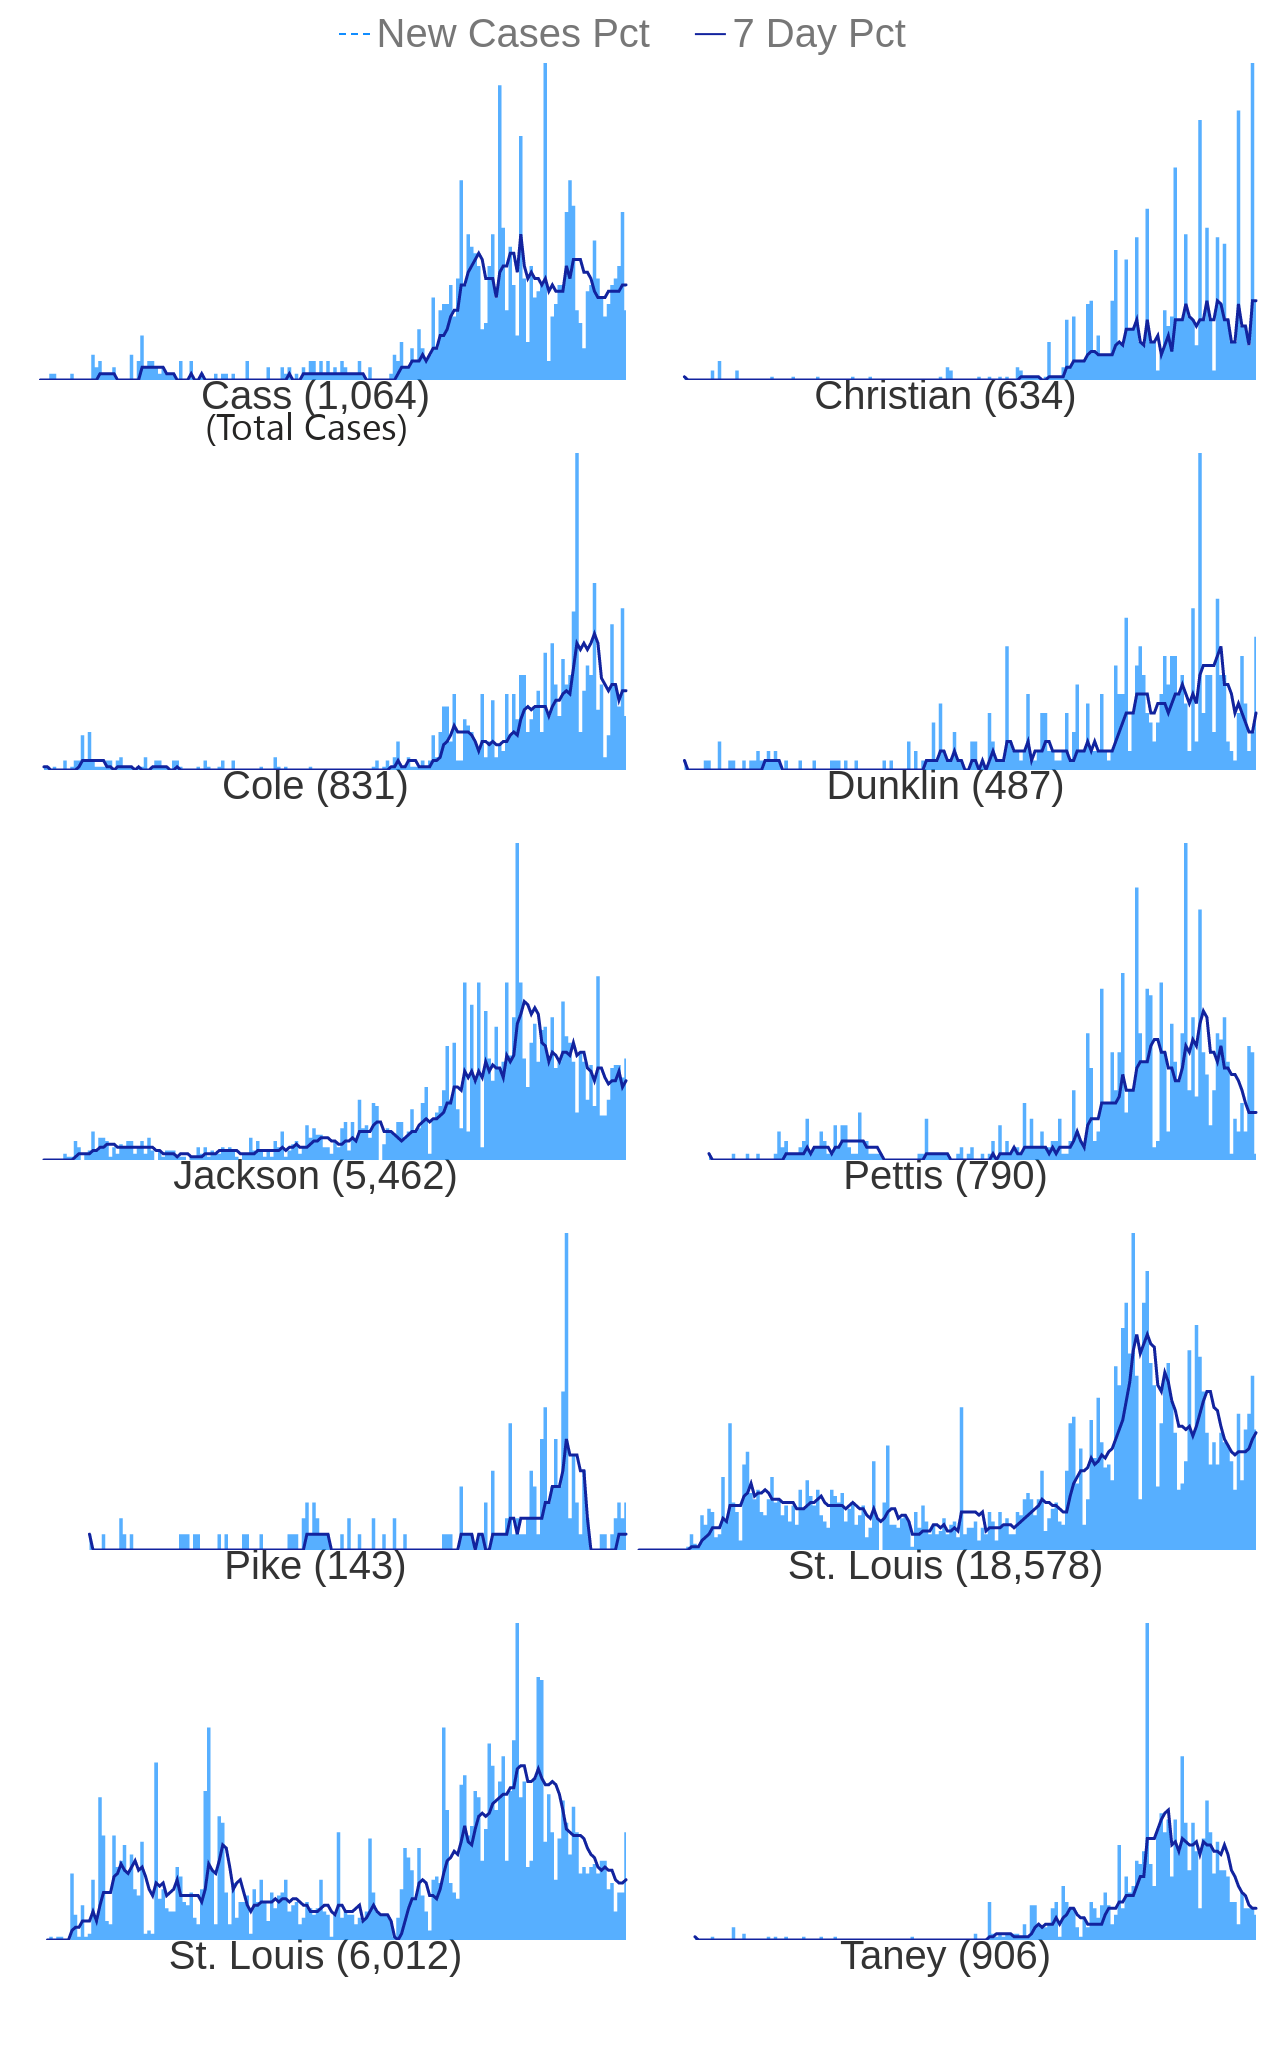 New Cases Pct 7 Day Pct
Cass (1,064) Christian (634)
(Total Cases)
Cole (831) Dunklin (487)
Jackson (5,462) Pettis (790)
Pike (143) St. Louis (18,578)
St. Louis (6,012) Taney (906)